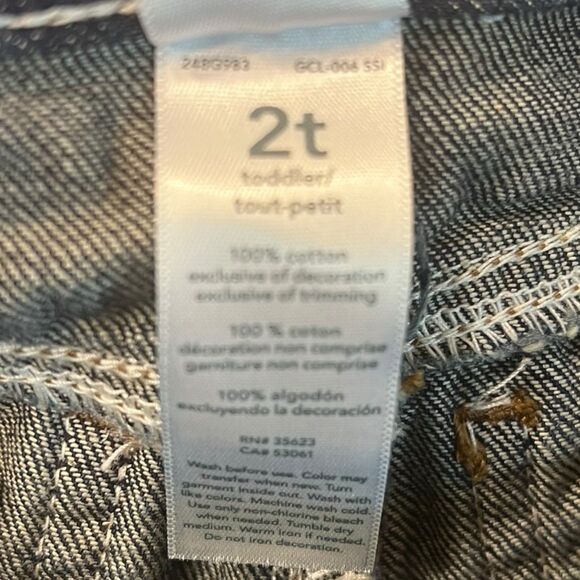 248G983 GCL-006 SSI
2t
toddler/
tout-petit
100% cotton
exclusive of decoration
exclusive of trimming
100 % coton
décoration non comprise
garniture non comprise
100% algodón
excluyendo la decoración
RN# 35623
CA# 53061
Wash before use. Color may
transfer when new. Turn
garment inside out. Wash with
like colors. Machine wash cold.
Use only non-chlorine bleach
when needed. Tumble dry
medium. Warm iron if needed.
Do not iron decoration.